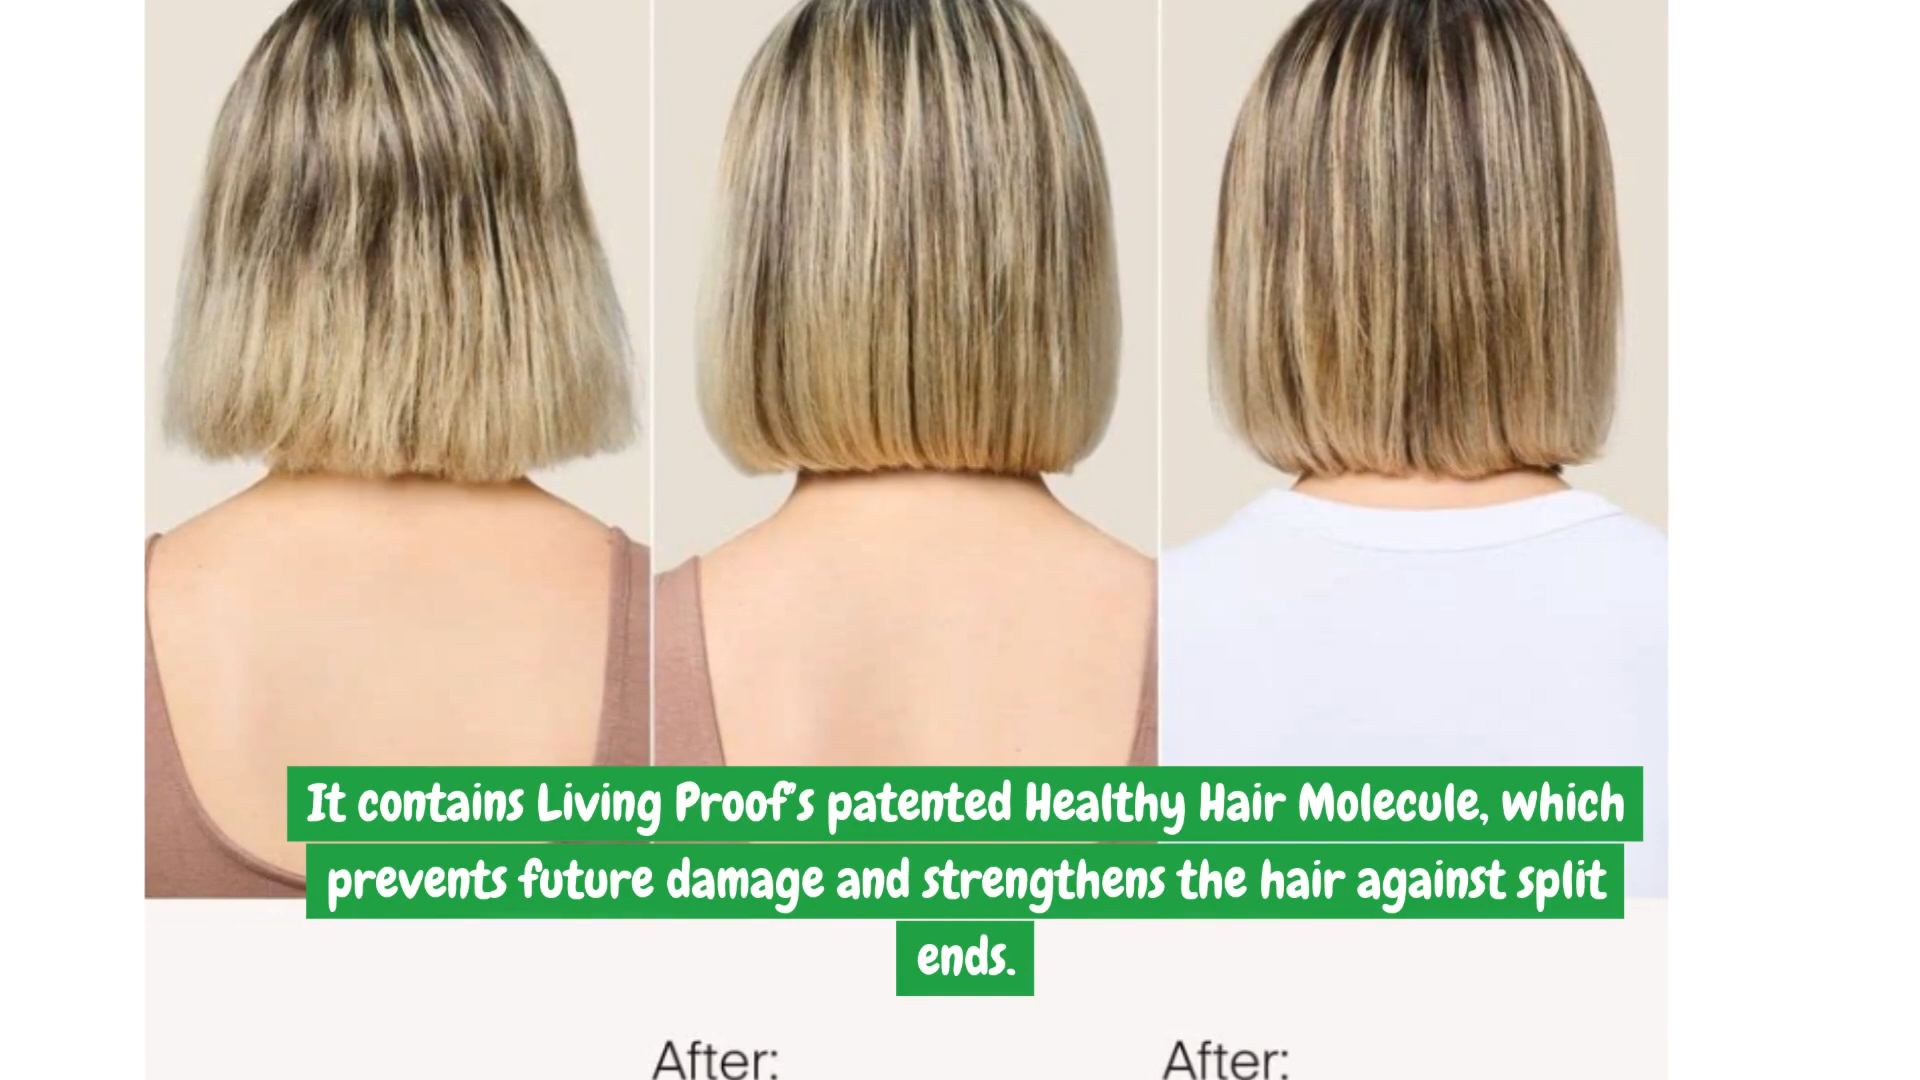 It contains Living Proof's patented Healthy Hair Molecule, which
prevents future damage and strengthens the hair against split
ends.
After:
After: